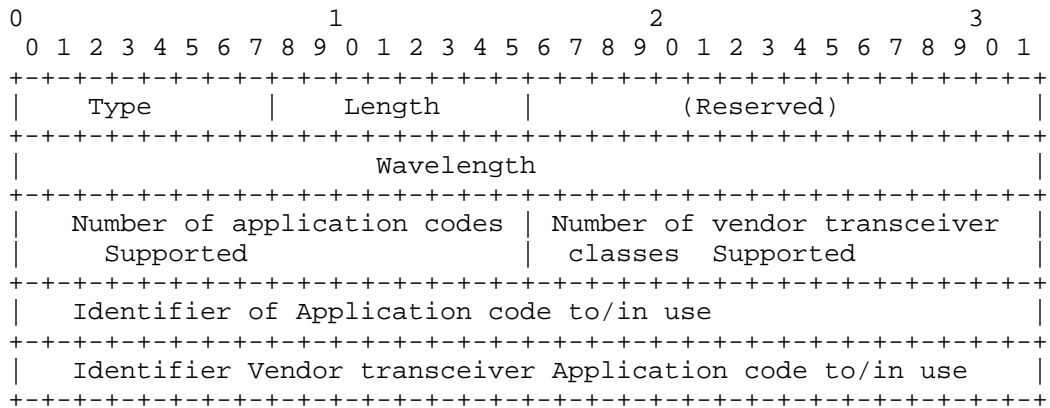 0                   1                   2                   3
 0 1 2 3 4 5 6 7 8 9 0 1 2 3 4 5 6 7 8 9 0 1 2 3 4 5 6 7 8 9 0 1
+-+-+-+-+-+-+-+-+-+-+-+-+-+-+-+-+-+-+-+-+-+-+-+-+-+-+-+-+-+-+-+-+
|    Type       |    Length     |         (Reserved)            |
+-+-+-+-+-+-+-+-+-+-+-+-+-+-+-+-+-+-+-+-+-+-+-+-+-+-+-+-+-+-+-+-+
|                      Wavelength                               |
+-+-+-+-+-+-+-+-+-+-+-+-+-+-+-+-+-+-+-+-+-+-+-+-+-+-+-+-+-+-+-+-+
|   Number of application codes | Number of vendor transceiver  |
|     Supported                 |  classes  Supported           |
+-+-+-+-+-+-+-+-+-+-+-+-+-+-+-+-+-+-+-+-+-+-+-+-+-+-+-+-+-+-+-+-+
|   Identifier of Application code to/in use                    |
+-+-+-+-+-+-+-+-+-+-+-+-+-+-+-+-+-+-+-+-+-+-+-+-+-+-+-+-+-+-+-+-+
|   Identifier Vendor transceiver Application code to/in use    |
+-+-+-+-+-+-+-+-+-+-+-+-+-+-+-+-+-+-+-+-+-+-+-+-+-+-+-+-+-+-+-+-+